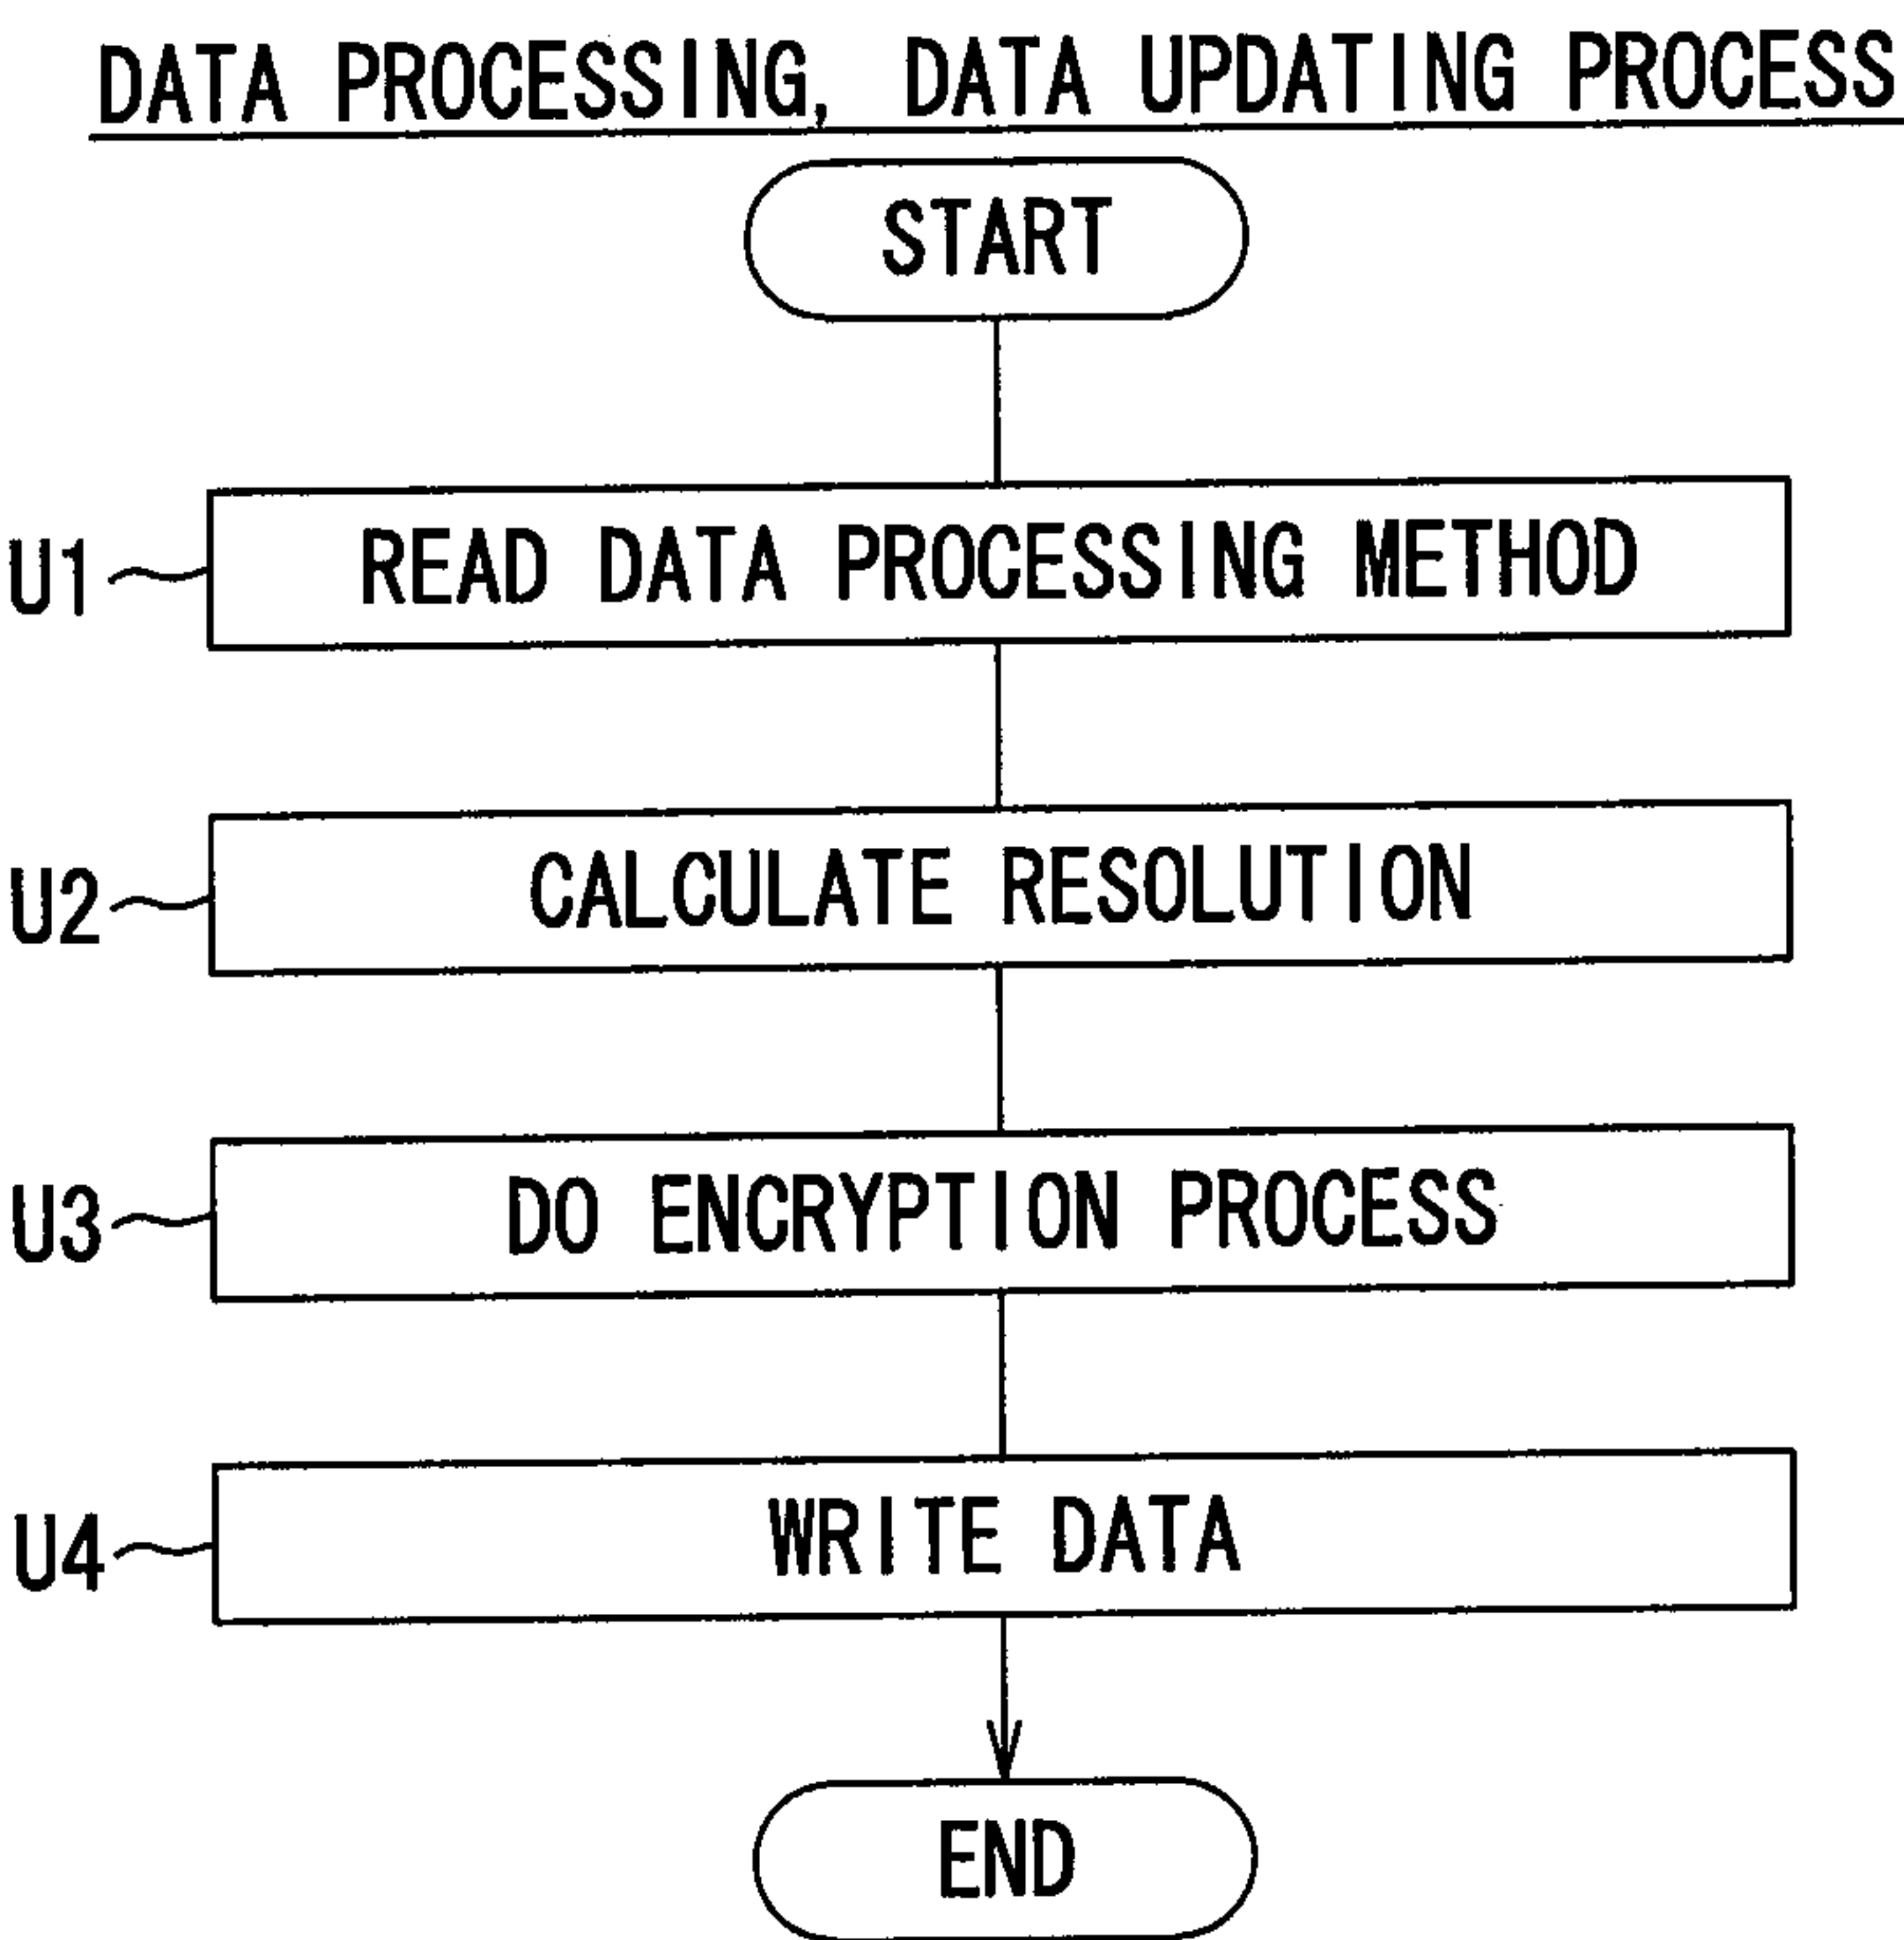 DATA PROCESSING, DATA UPDATING PROCESS
START
U1 READ DATA PROCESSING METHOD
U2 CALCULATE RESOLUTION
U3 DO ENCRYPTION PROCESS
U4 WRITE DATA
END